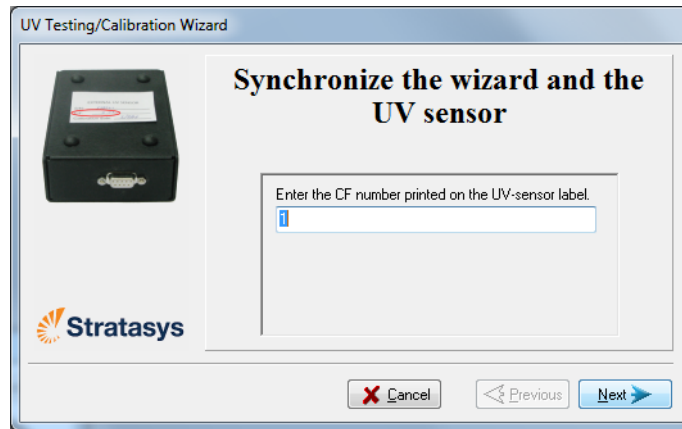 UV Testing/Calibration Wizard
Synchronize the wizard and the
UV sensor
Enter the CF number printed on the UV-sensor label.
1
Stratasys
Cancel
Previous
Next